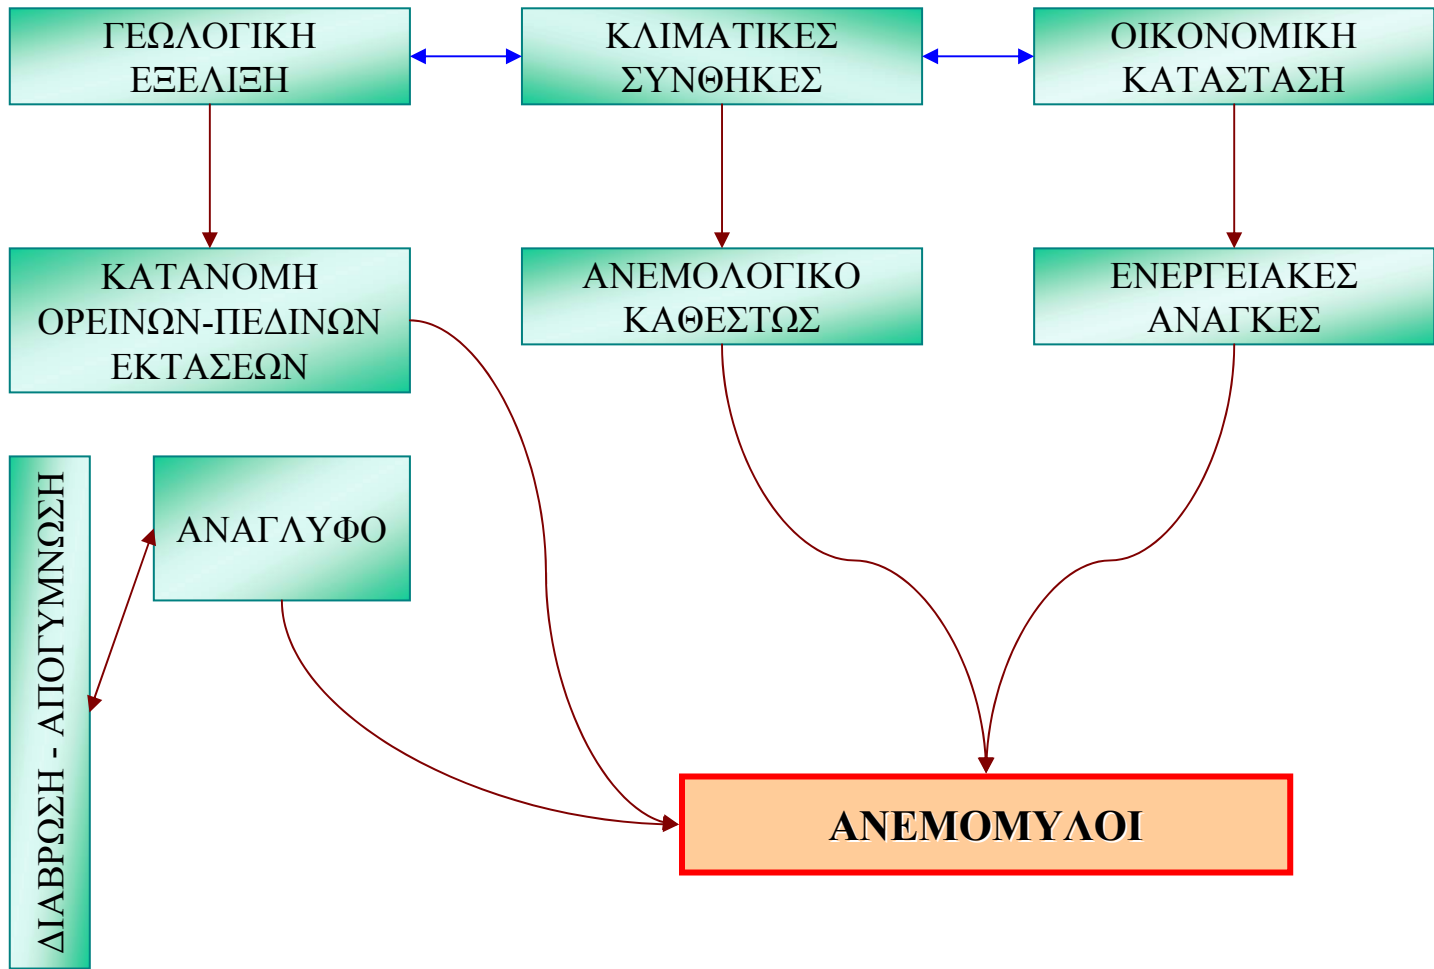 ΓΕΩΛΟΓΙΚΗ
ΕΞΕΛΙΞΗ
ΚΛΙΜΑΤΙΚΕΣ
ΣΥΝΘΗΚΕΣ
ΟΙΚΟΝΟΜΙΚΗ
ΚΑΤΑΣΤΑΣΗ
ΚΑΤΑΝΟΜΗ
ΟΡΕΙΝΩΝ-ΠΕΔΙΝΩΝ
ΕΚΤΑΣΕΩΝ
ΑΝΕΜΟΛΟΓΙΚΟ
ΚΑΘΕΣΤΩΣ
ΕΝΕΡΓΕΙΑΚΕΣ
ΑΝΑΓΚΕΣ
ΔΙΑΒΡΩΣΗ - ΑΠΟΓΥΜΝΩΣΗ
ΑΝΑΓΛΥΦΟ
ΑΝΕΜΟΜΥΛΟΙ